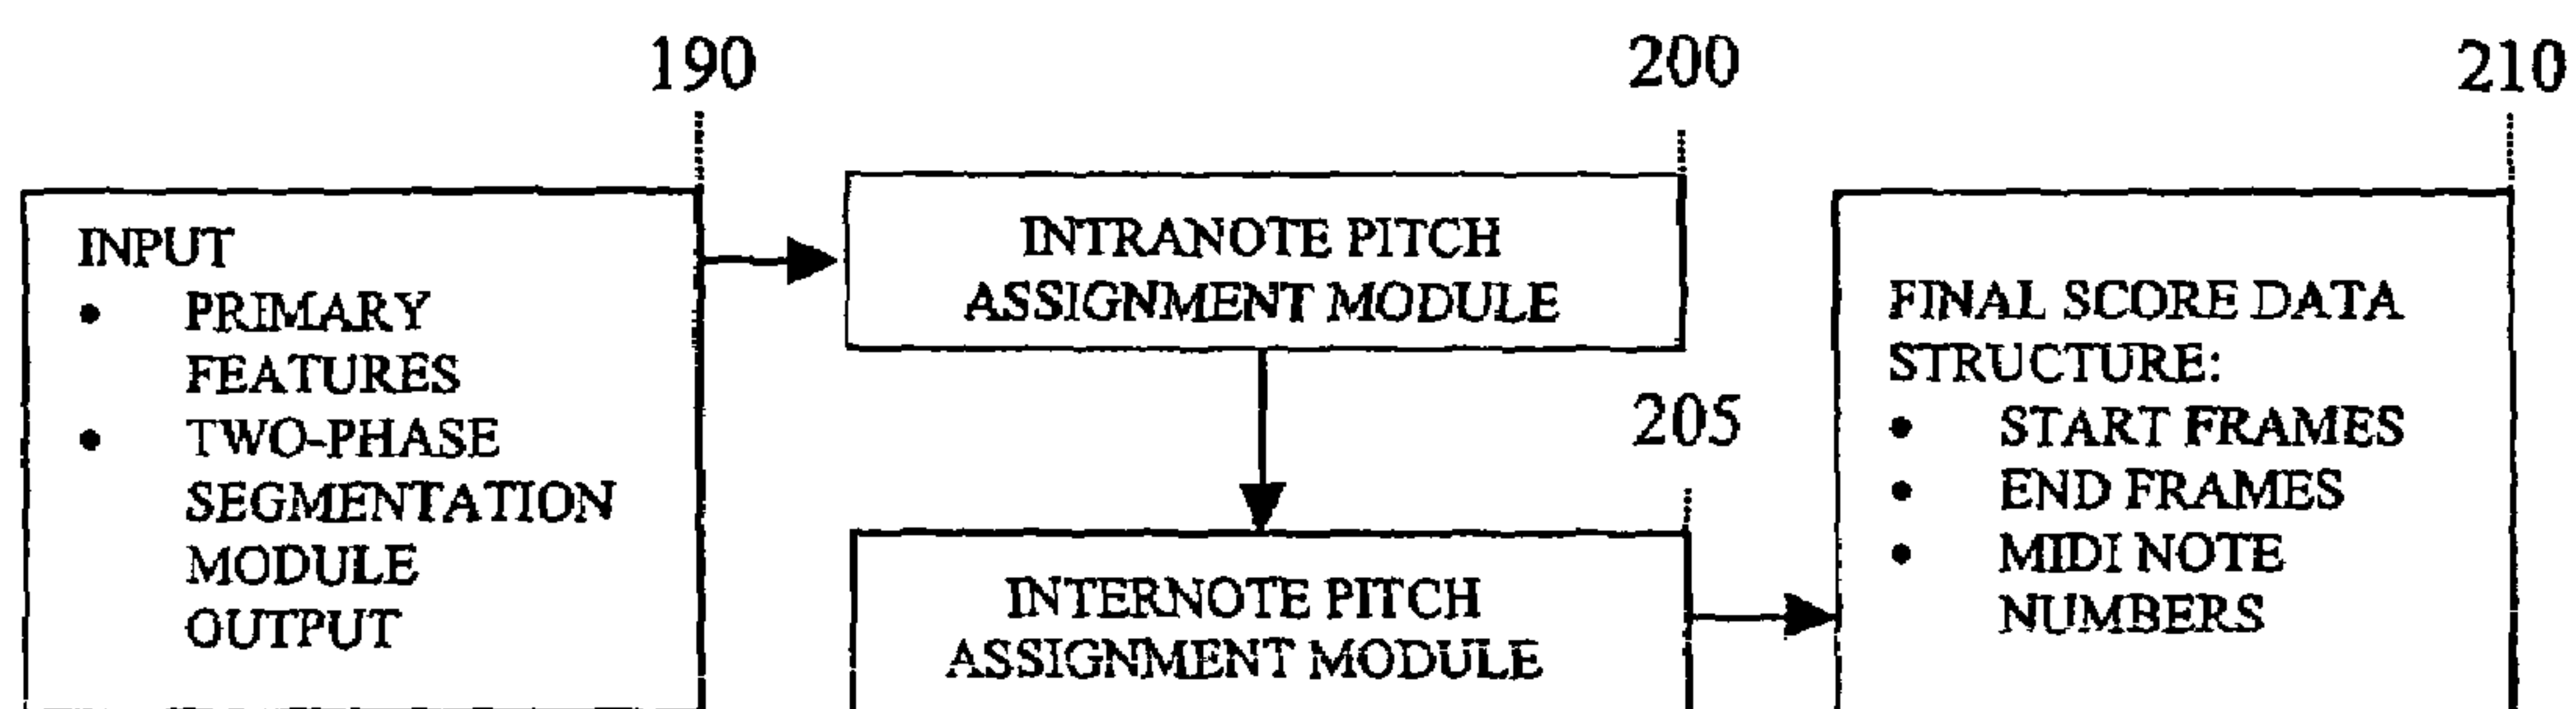 190
200
210
INPUT
• PRIMARY
FEATURES
• TWO-PHASE
SEGMENTATION
MODULE
OUTPUT
INTRANOTE PITCH
ASSIGNMENT MODULE
205
INTERNOTE PITCH
ASSIGNMENT MODULE
FINAL SCORE DATA
STRUCTURE:
• START FRAMES
• END FRAMES
• MIDI NOTE
NUMBERS